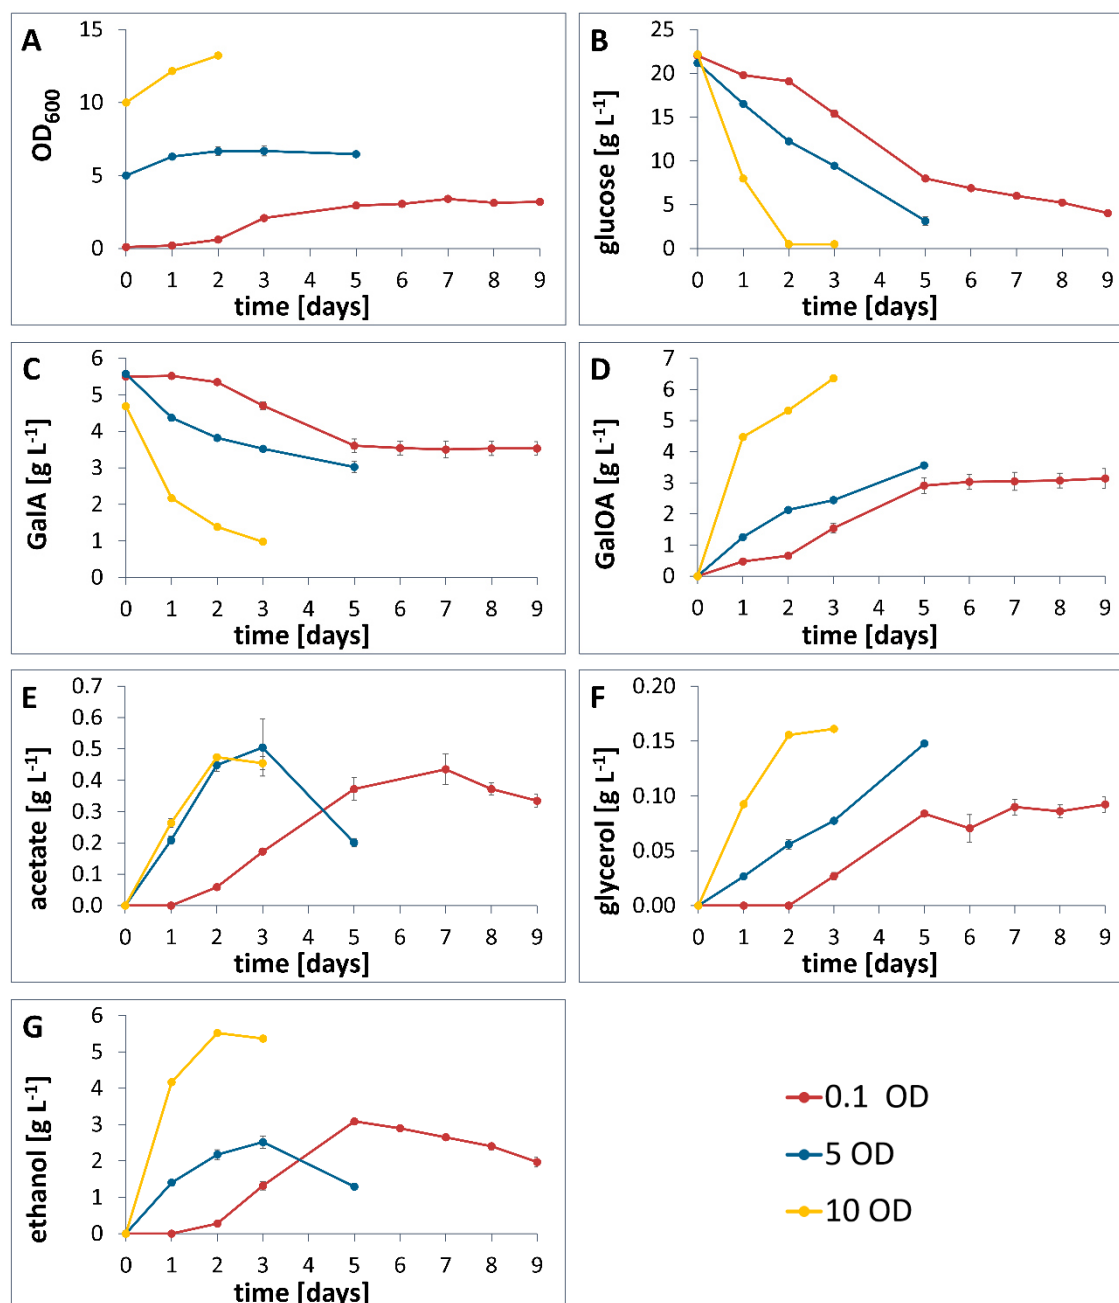 A
OD600
15
10
5
0
0 1 2 3 4 5 6 7 8 9
time [days]
B
glucose [g L-1]
25
20
15
10
5
0
0 1 2 3 4 5 6 7 8 9
time [days]
C
GalA [g L-1]
6
5
4
3
2
1
0
0 1 2 3 4 5 6 7 8 9
time [days]
D
GalOA [g L-1]
7
6
5
4
3
2
1
0
0 1 2 3 4 5 6 7 8 9
time [days]
E
acetate [g L-1]
0.7
0.6
0.5
0.4
0.3
0.2
0.1
0.0
0 1 2 3 4 5 6 7 8 9
time [days]
F
glycerol [g L-1]
0.20
0.15
0.10
0.05
0.00
0 1 2 3 4 5 6 7 8 9
time [days]
G
ethanol [g L-1]
6
5
4
3
2
1
0
0 1 2 3 4 5 6 7 8 9
time [days]
0.1 OD
5 OD
10 OD